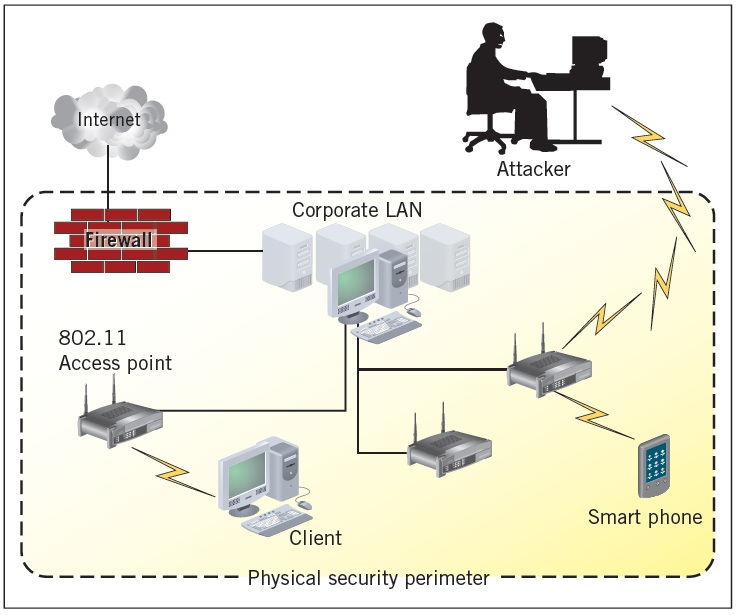 Internet
Attacker
Firewall
Corporate LAN
802.11
Access point
Client
Smart phone
Physical security perimeter